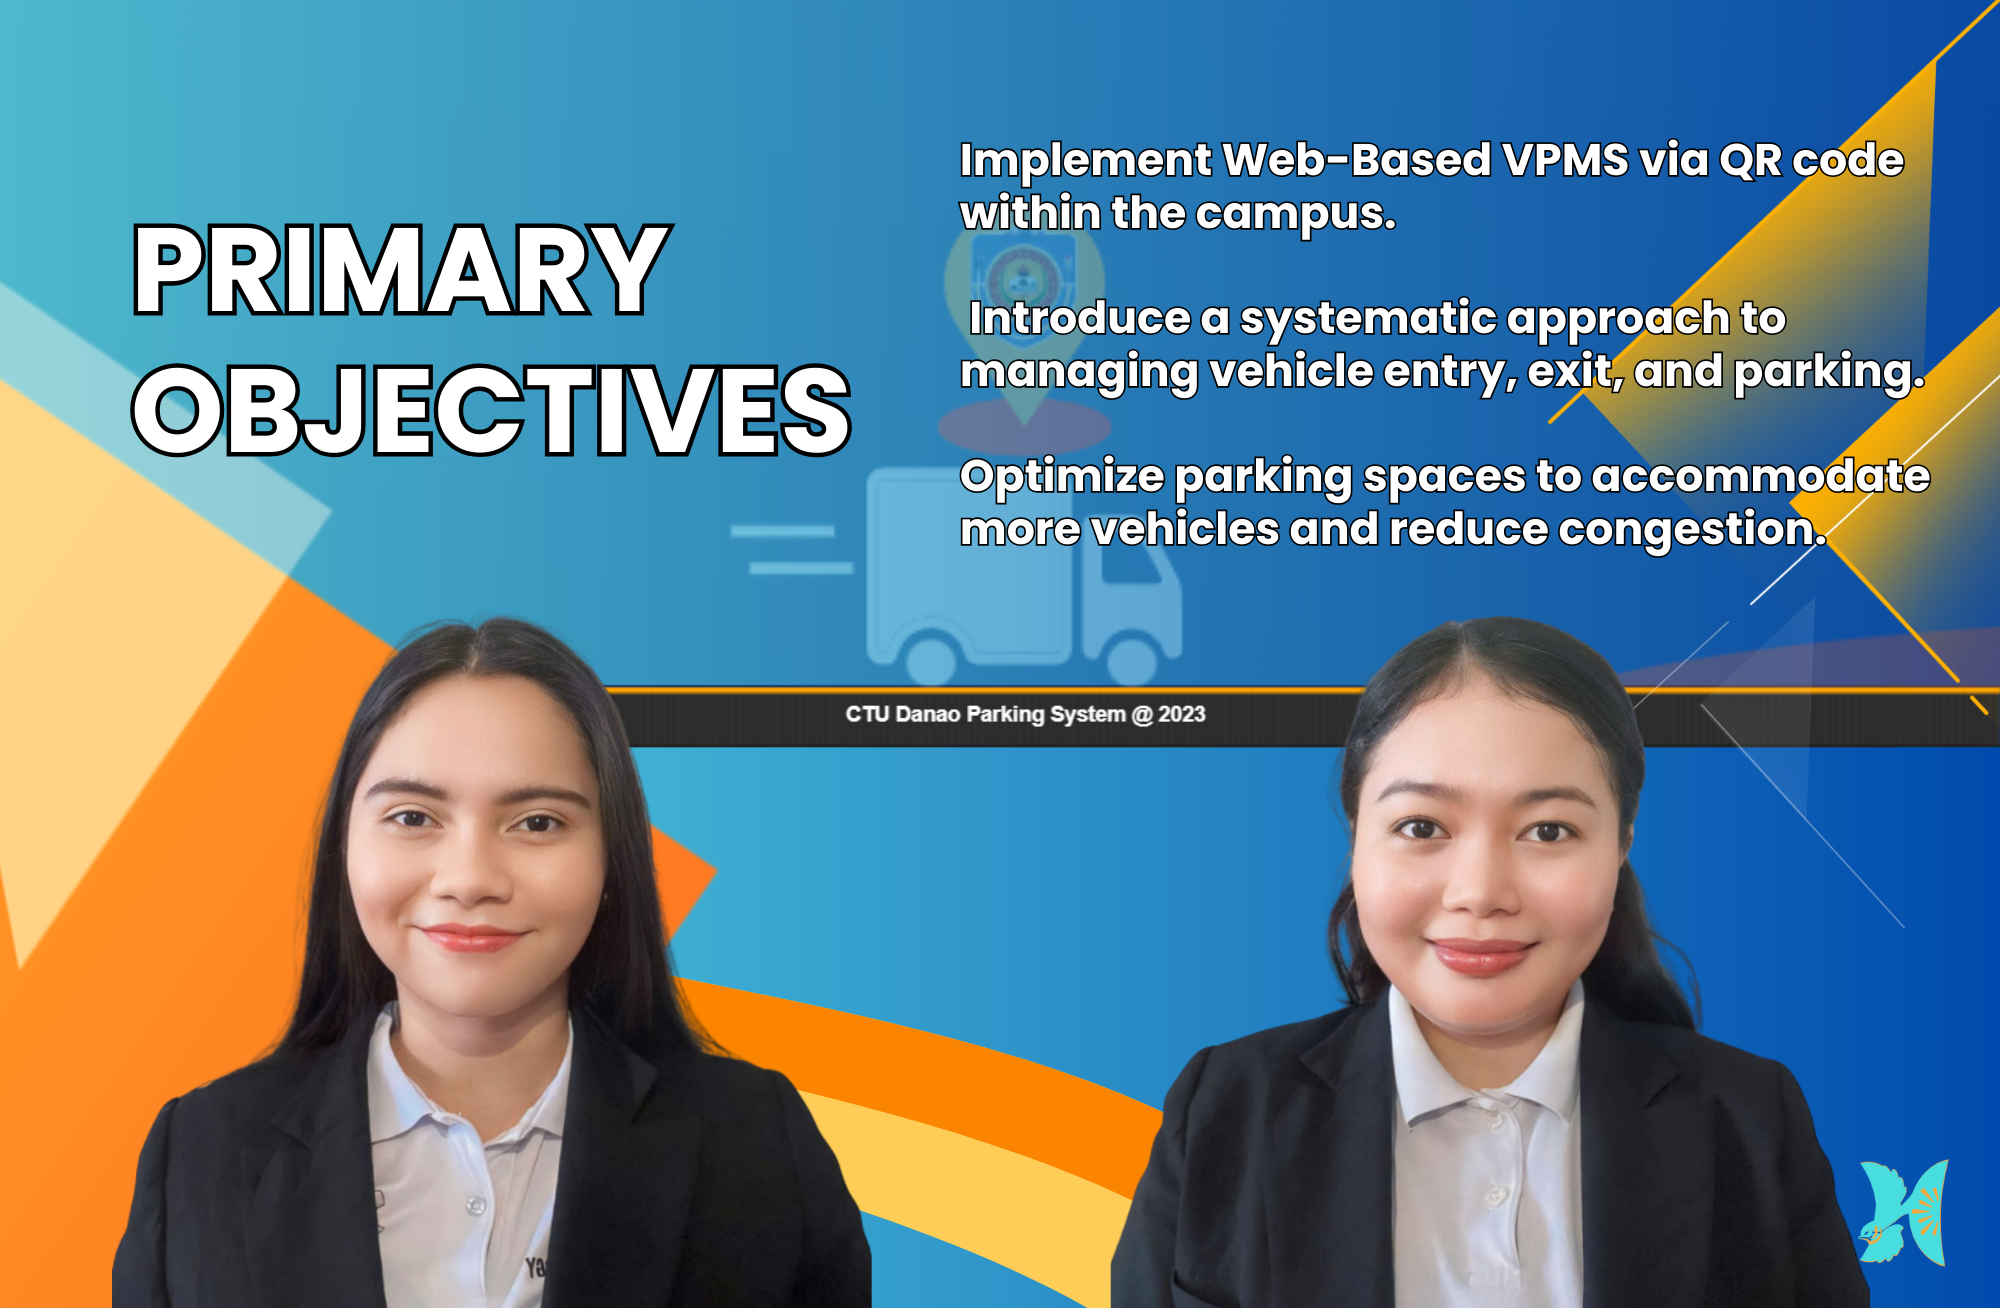 PRIMARY
OBJECTIVES
Implement Web-Based VPMS via QR code
within the campus.
Introduce a systematic approach to
managing vehicle entry, exit, and parking.
Optimize parking spaces to accommodate
more vehicles and reduce congestion.
CTU Danao Parking System @ 2023